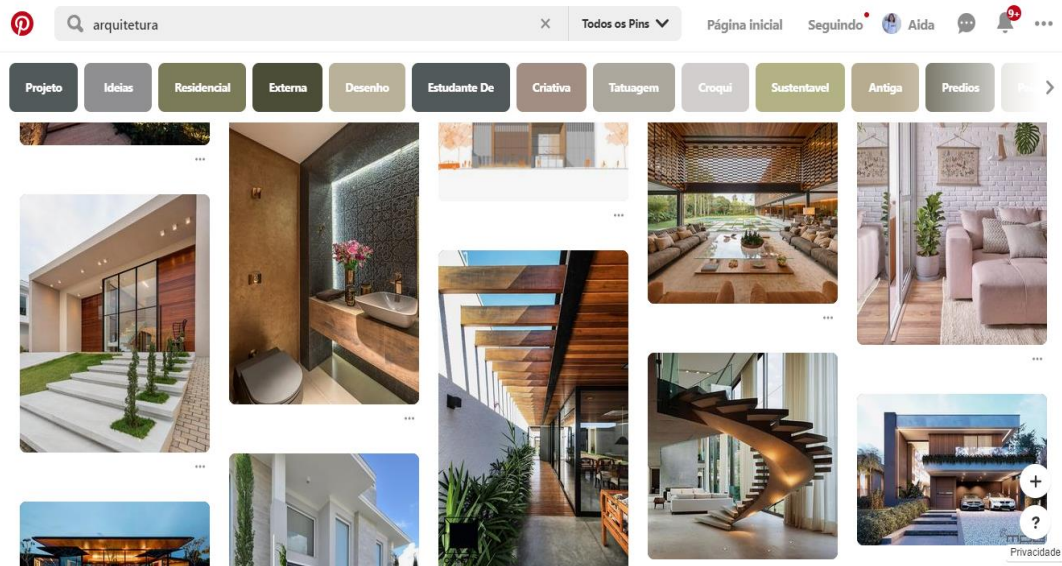 arquitetura
Todos os Pins
Página inicial
Seguindo
Aida
9+
Projeto
Ideias
Residencial
Externa
Desenho
Estudante De
Criativa
Tatuagem
Croqui
Sustentavel
Antiga
Predios
+
?
Privacidade